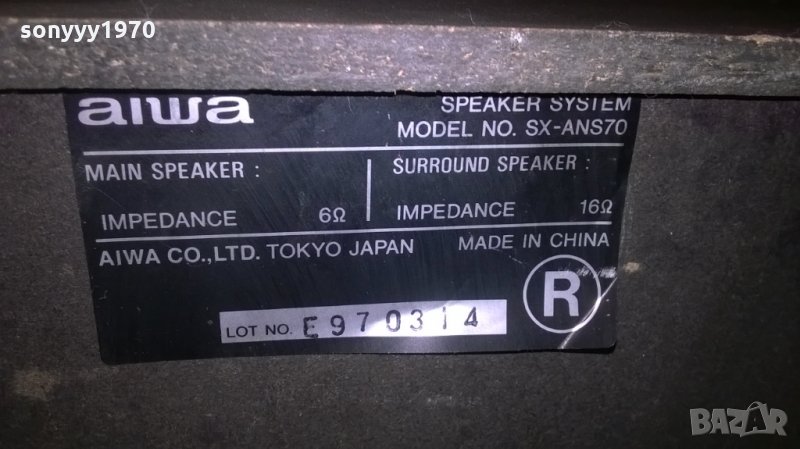 sonyyy1970
aiwa
SPEAKER SYSTEM
MODEL NO. SX-ANS70
MAIN SPEAKER :
IMPEDANCE 6Ω
SURROUND SPEAKER :
IMPEDANCE 16Ω
AIWA CO.,LTD. TOKYO JAPAN MADE IN CHINA
R
LOT NO. E970314
BAZAR